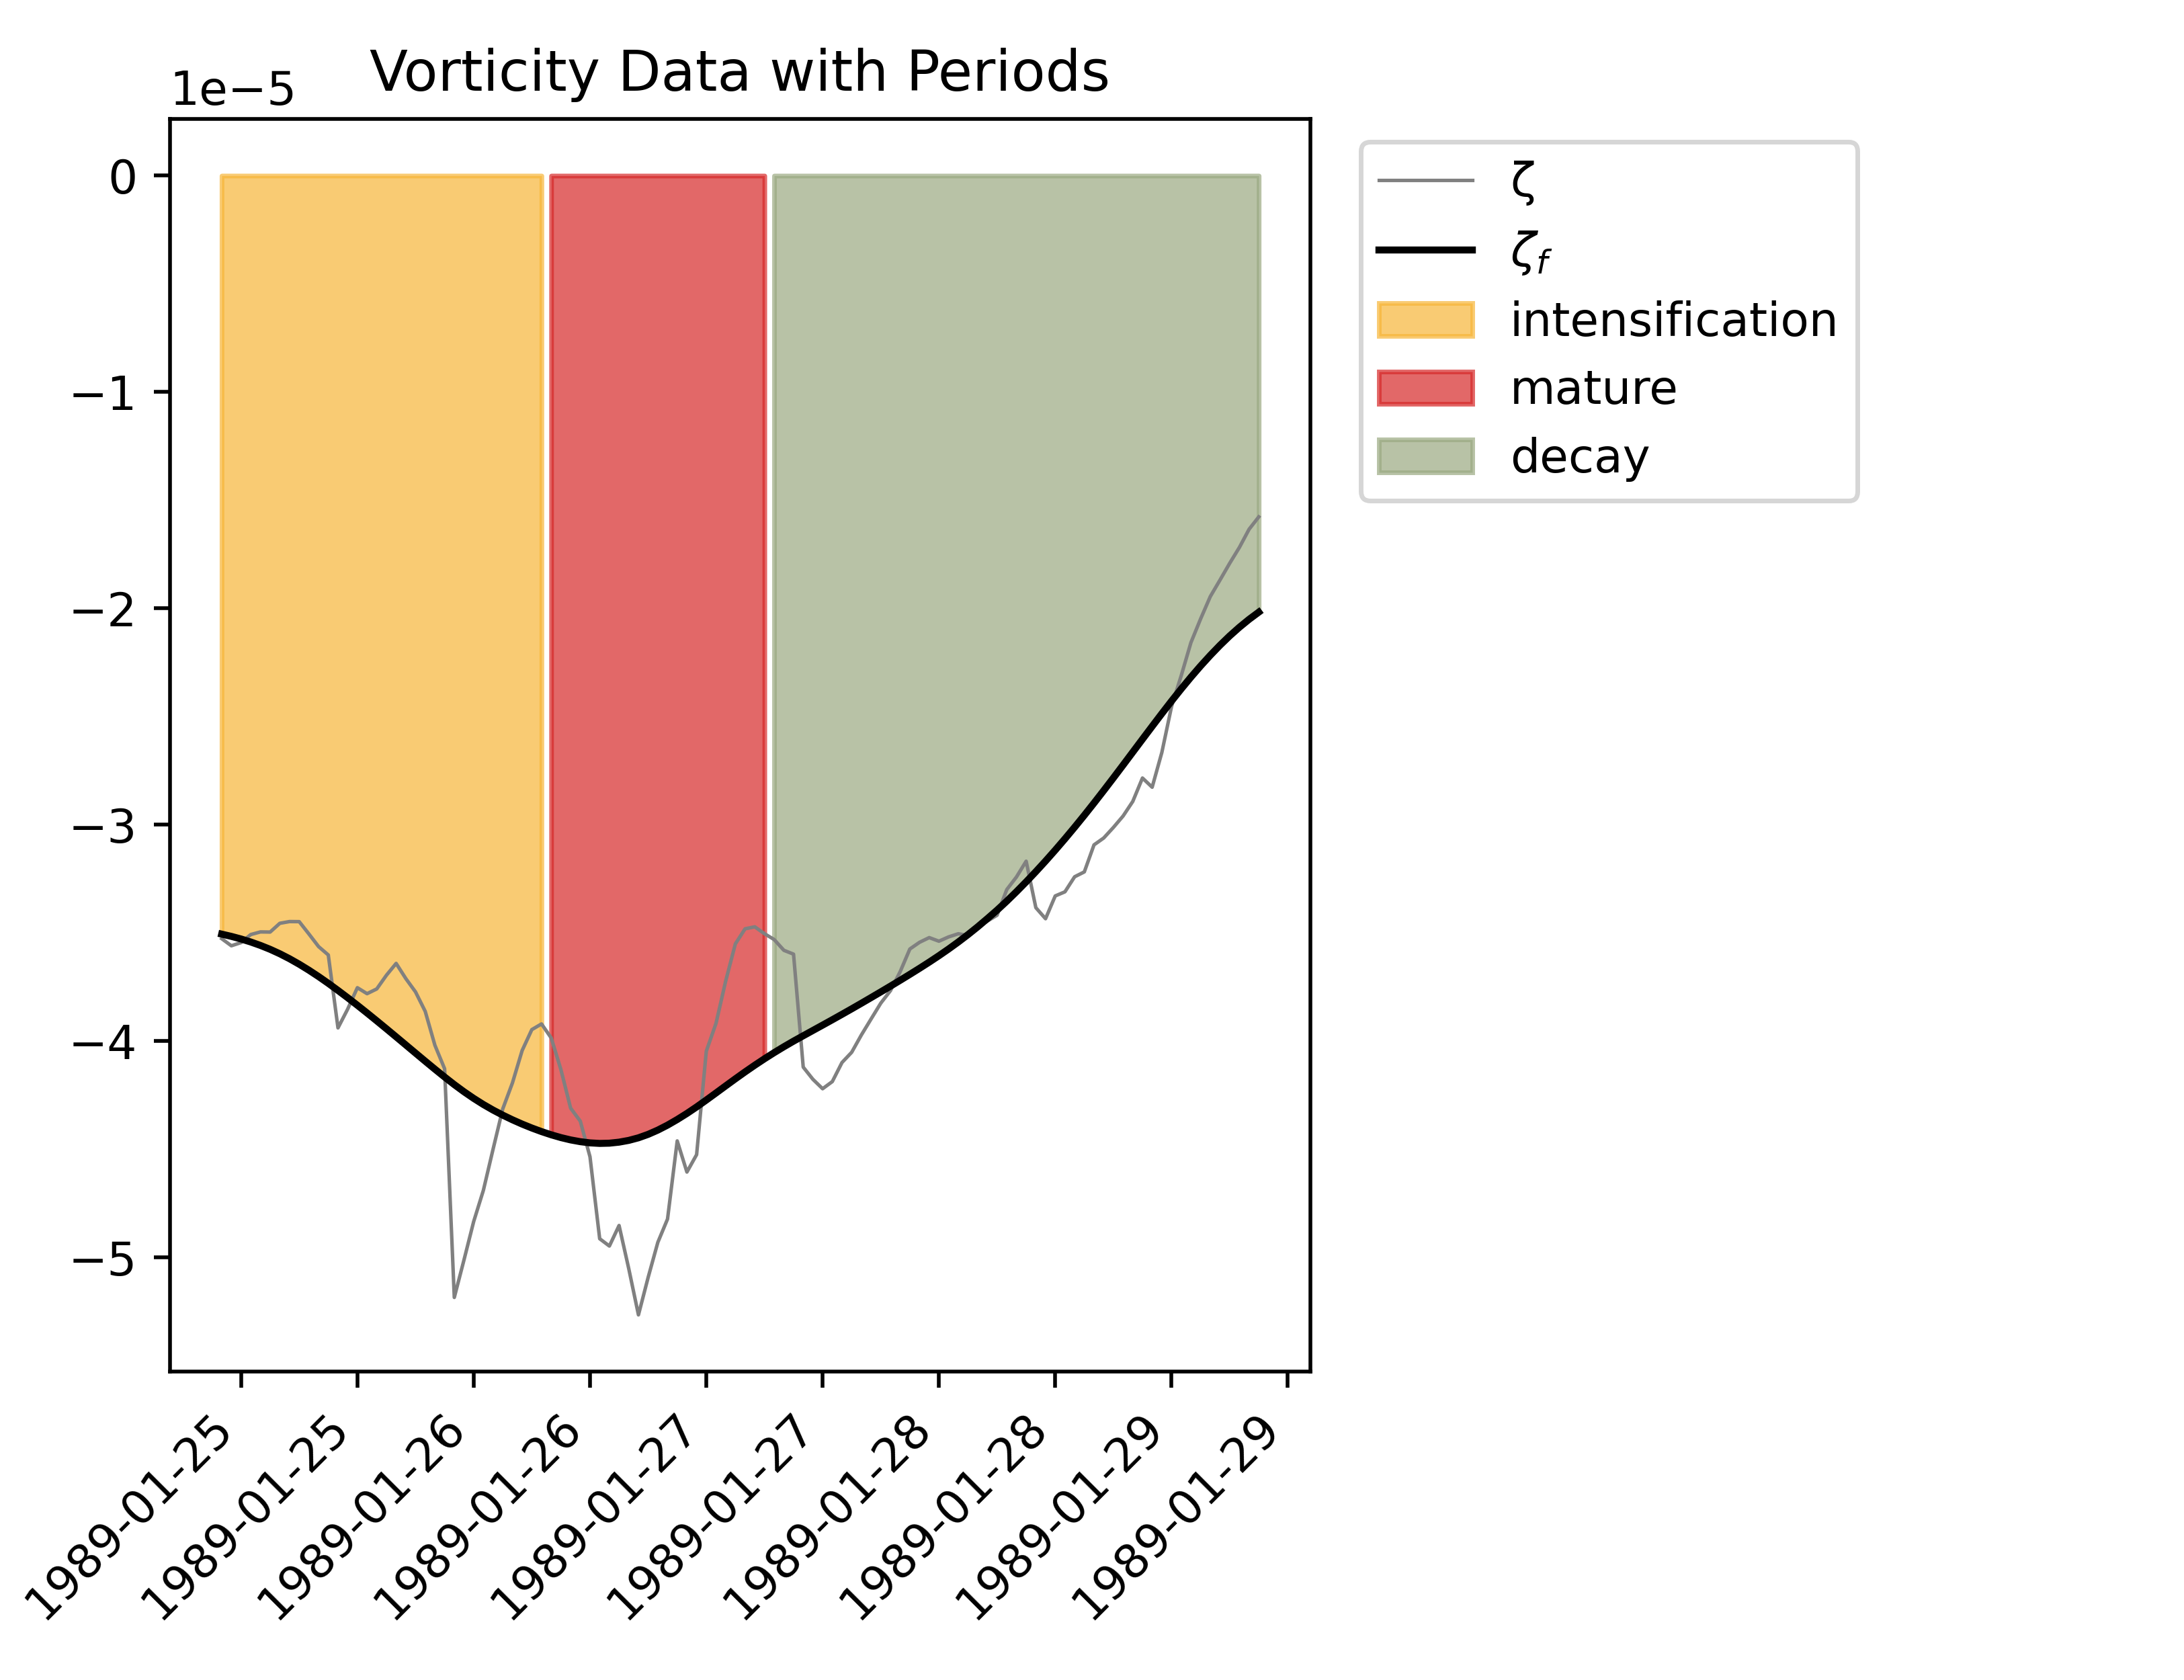 Vorticity Data with Periods
1e−5
0
−1
−2
−3
−4
−5
1989-01-25
1989-01-25
1989-01-26
1989-01-26
1989-01-27
1989-01-27
1989-01-28
1989-01-28
1989-01-29
1989-01-29
ζ
ζf
intensification
mature
decay